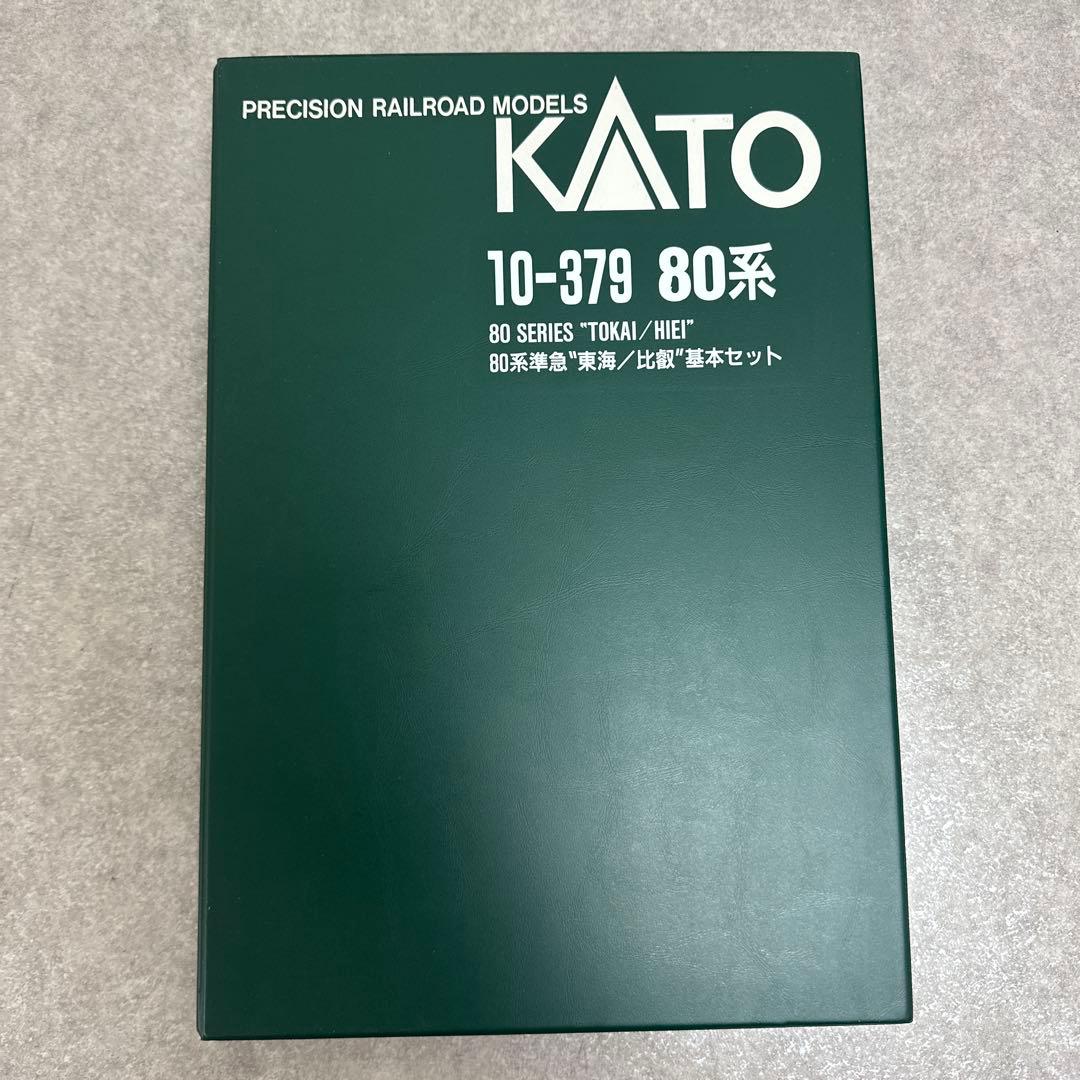 PRECISION RAILROAD MODELS
KATO
10-379 80系
80 SERIES "TOKAI/HIEI"
80系準急"東海/比叡"基本セット